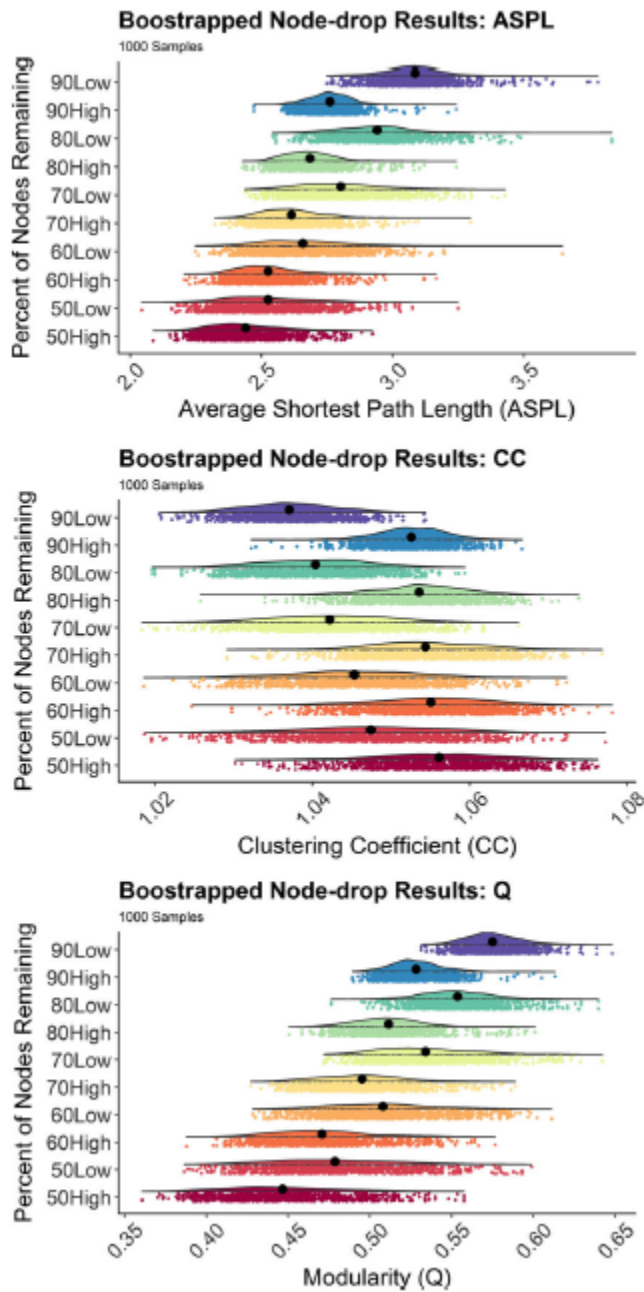 Boostrapped Node-drop Results: ASPL
1000 Samples
Percent of Nodes Remaining
90Low
90High
80Low
80High
70Low
70High
60Low
60High
50Low
50High
2.0 2.5 3.0 3.5
Average Shortest Path Length (ASPL)
Boostrapped Node-drop Results: CC
1000 Samples
Percent of Nodes Remaining
90Low
90High
80Low
80High
70Low
70High
60Low
60High
50Low
50High
1.02 1.04 1.06 1.08
Clustering Coefficient (CC)
Boostrapped Node-drop Results: Q
1000 Samples
Percent of Nodes Remaining
90Low
90High
80Low
80High
70Low
70High
60Low
60High
50Low
50High
0.35 0.40 0.45 0.50 0.55 0.60 0.65
Modularity (Q)